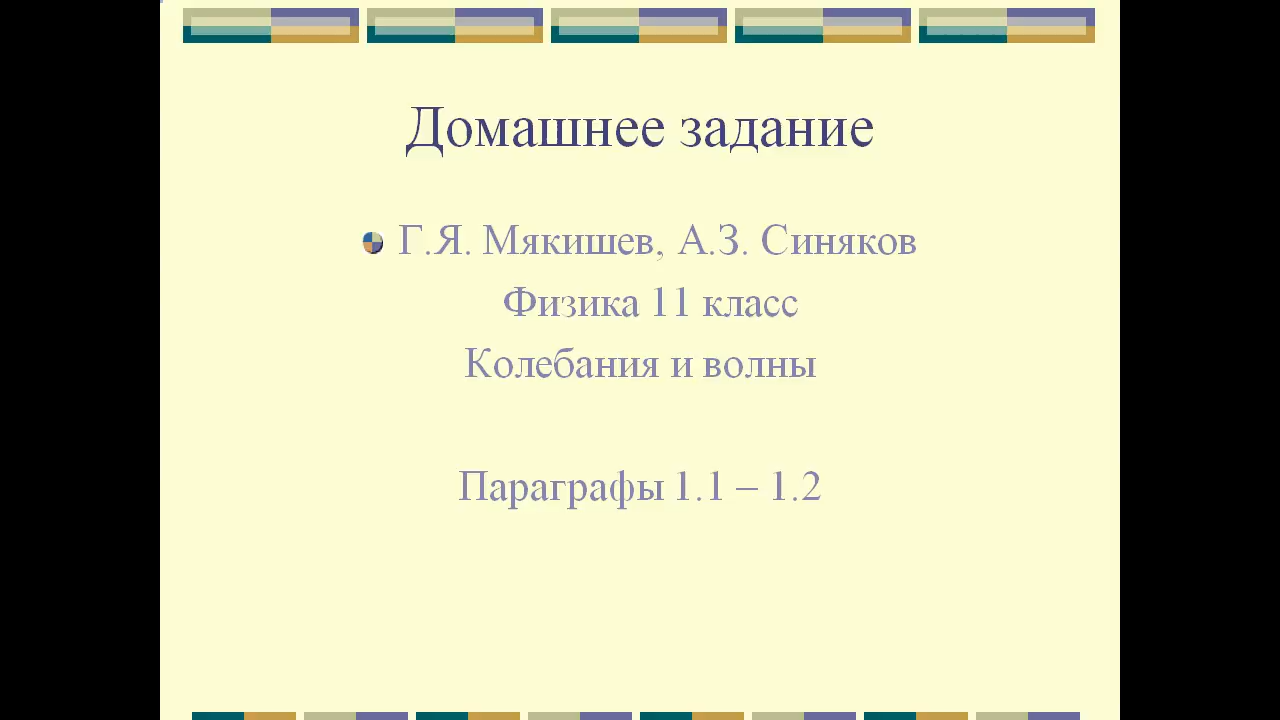 Домашнее задание
Г.Я. Мякишев, А.З. Синяков
Физика 11 класс
Колебания и волны
Параграфы 1.1 – 1.2